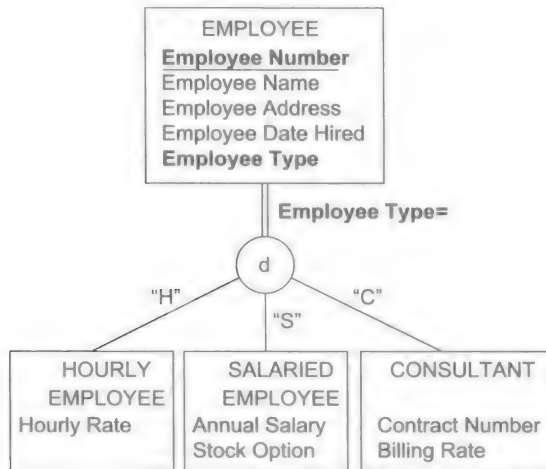 EMPLOYEE
Employee Number
Employee Name
Employee Address
Employee Date Hired
Employee Type
Employee Type=
d
“H”
“S”
“C”
HOURLY
EMPLOYEE
Hourly Rate
SALARIED
EMPLOYEE
Annual Salary
Stock Option
CONSULTANT
Contract Number
Billing Rate